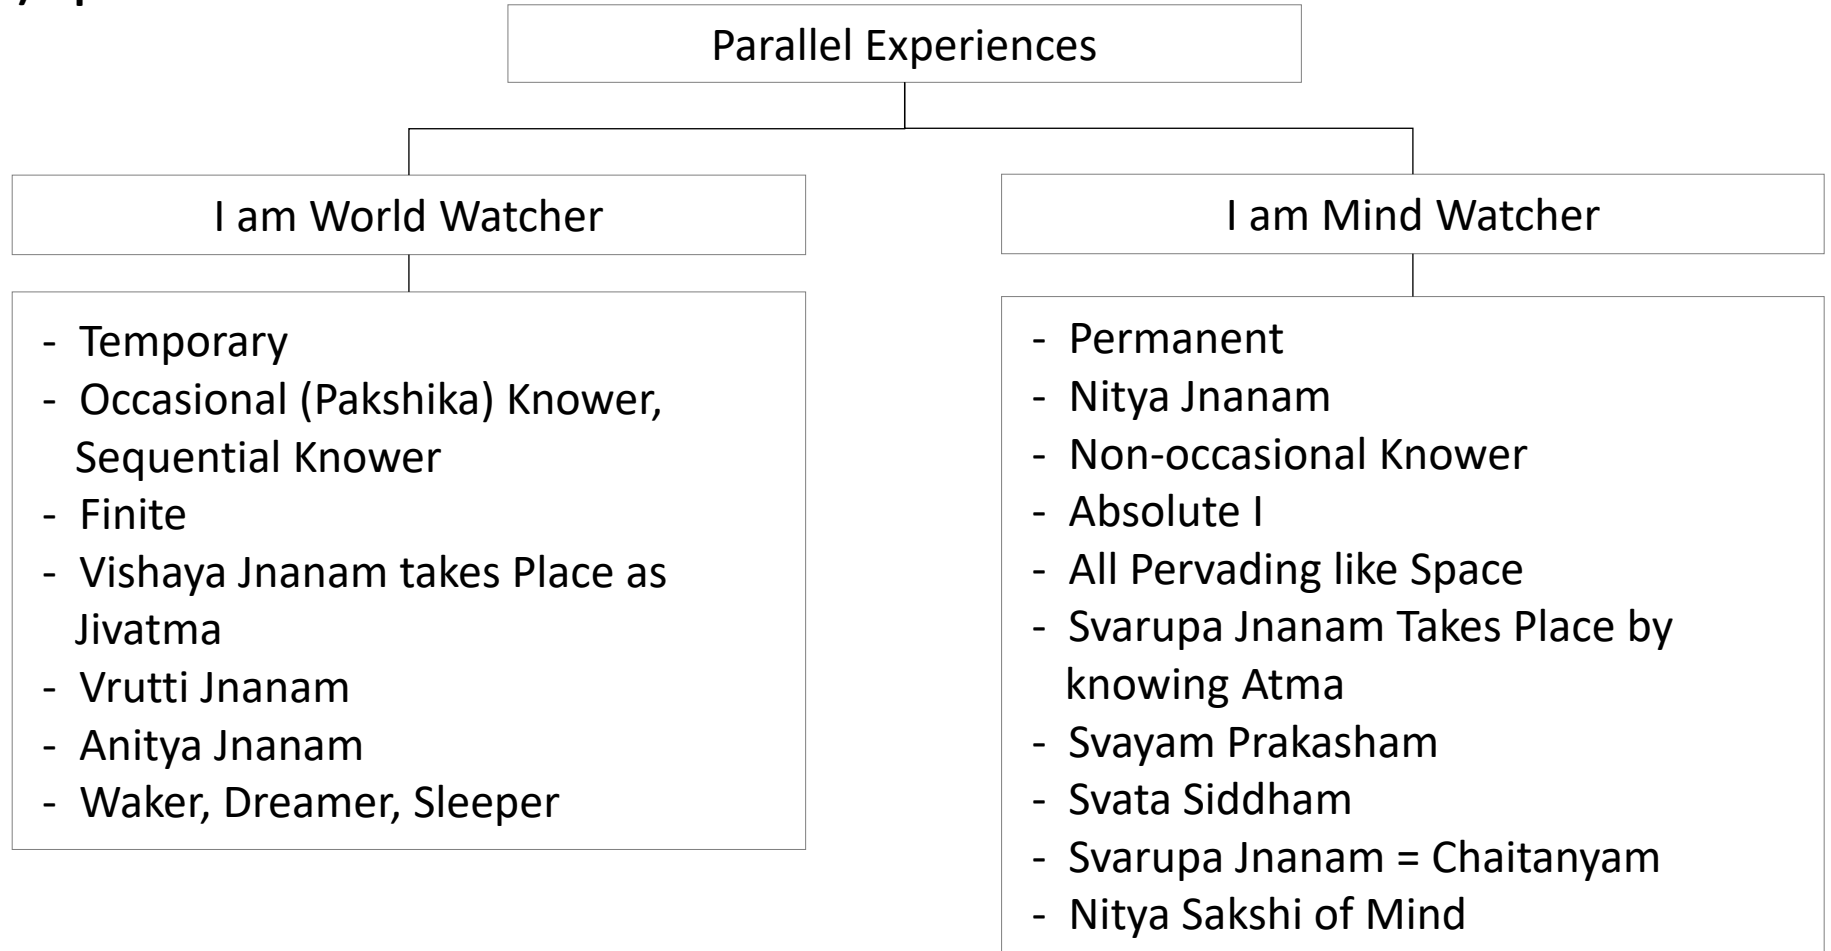 Parallel Experiences
I am World Watcher
- Temporary
- Occasional (Pakshika) Knower,
Sequential Knower
- Finite
- Vishaya Jnanam takes Place as
Jivatma
- Vrutti Jnanam
- Anitya Jnanam
- Waker, Dreamer, Sleeper
I am Mind Watcher
- Permanent
- Nitya Jnanam
- Non-occasional Knower
- Absolute I
- All Pervading like Space
- Svarupa Jnanam Takes Place by
knowing Atma
- Svayam Prakasham
- Svata Siddham
- Svarupa Jnanam = Chaitanyam
- Nitya Sakshi of Mind